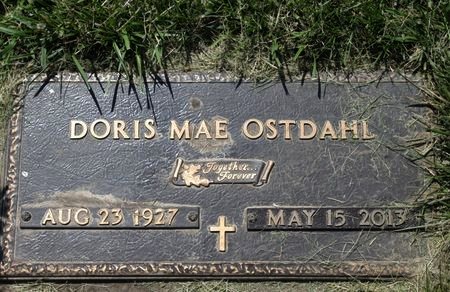 DORIS MAE OSTDAHL
Together...
Forever
AUG 23 1927 MAY 15 2013